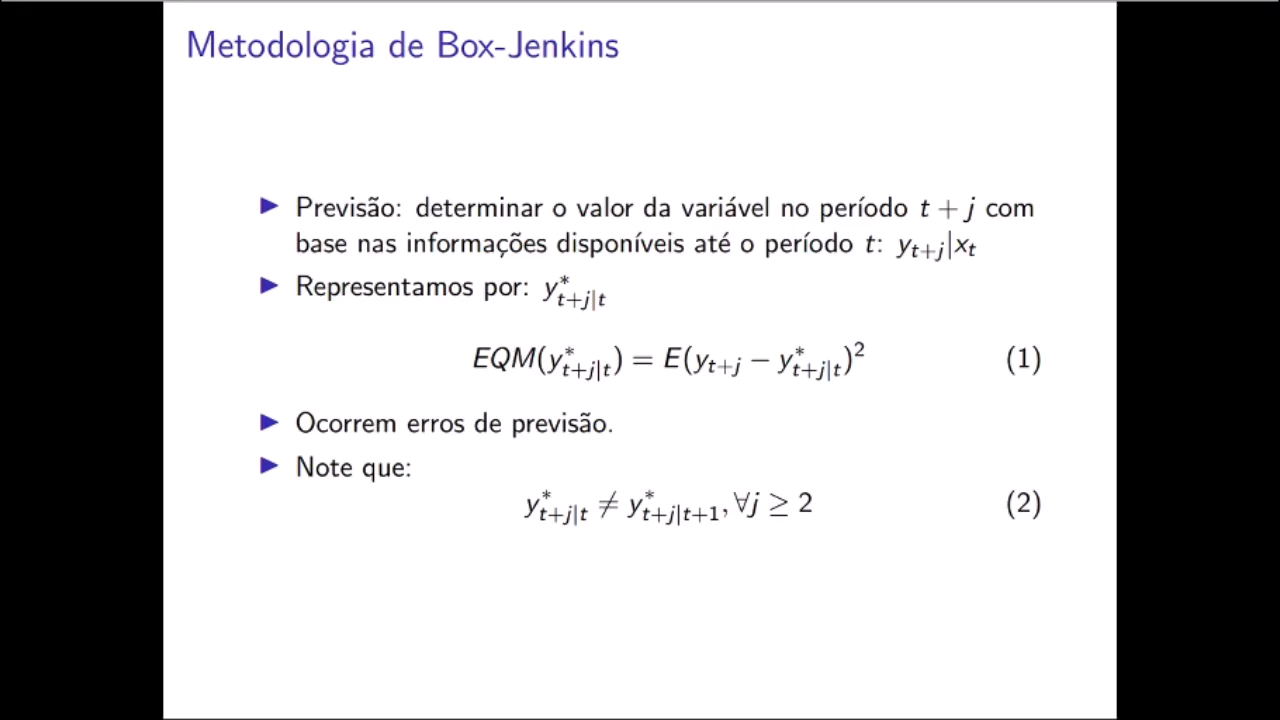 Metodologia de Box-Jenkins
▶ Previsão: determinar o valor da variável no período t + j com
base nas informações disponíveis até o período t: y_{t+j}|x_t
▶ Representamos por: y*_{t+j|t}
EQM(y*_{t+j|t}) = E(y_{t+j} − y*_{t+j|t})² (1)
▶ Ocorrem erros de previsão.
▶ Note que:
y*_{t+j|t} ≠ y*_{t+j|t+1}, ∀j ≥ 2 (2)